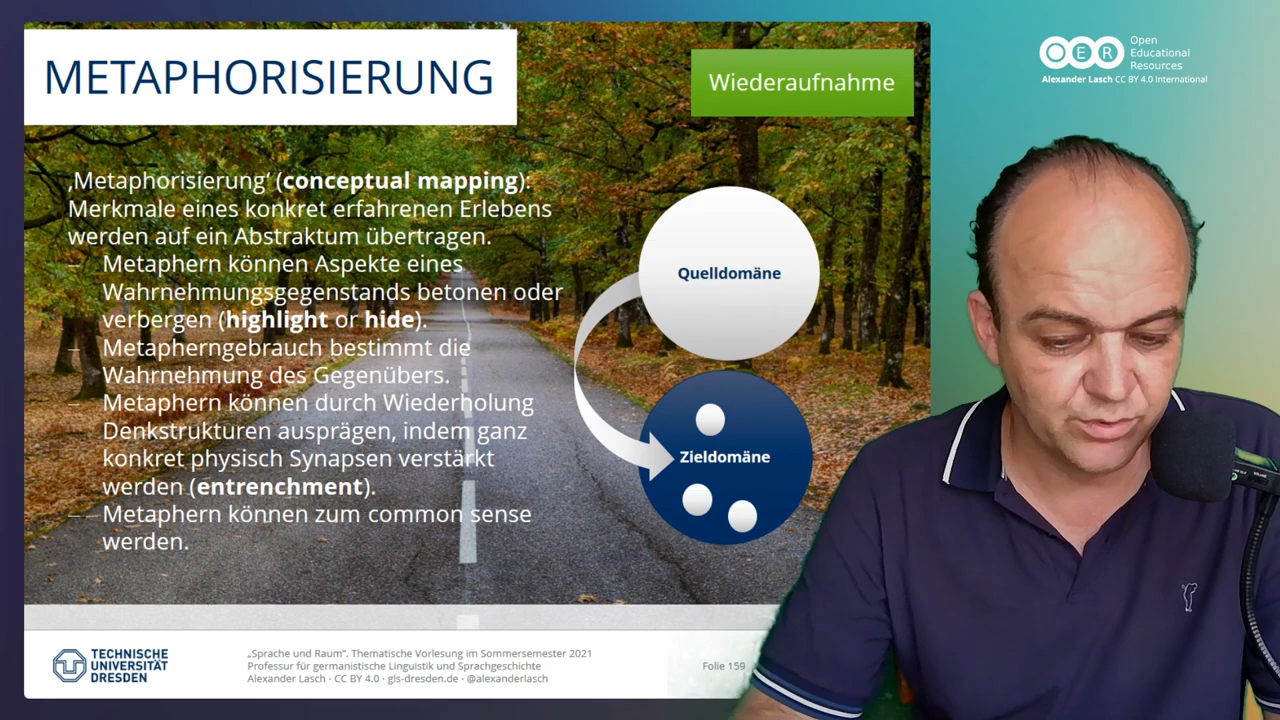 METAPHORISIERUNG
Wiederaufnahme
‚Metaphorisierung‘ (conceptual mapping):
Merkmale eines konkret erfahrenen Erlebens
werden auf ein Abstraktum übertragen.
— Metaphern können Aspekte eines
Wahrnehmungsgegenstands betonen oder
verbergen (highlight or hide).
— Metapherngebrauch bestimmt die
Wahrnehmung des Gegenübers.
— Metaphern können durch Wiederholung
Denkstrukturen ausprägen, indem ganz
konkret physisch Synapsen verstärkt
werden (entrenchment).
— Metaphern können zum common sense
werden.
Quelldomäne
Zieldomäne
TECHNISCHE
UNIVERSITÄT
DRESDEN
„Sprache und Raum“. Thematische Vorlesung im Sommersemester 2021
Professur für germanistische Linguistik und Sprachgeschichte
Alexander Lasch · CC BY 4.0 · gls-dresden.de · @alexanderlasch
Folie 159
OER
Open
Educational
Resources
Alexander Lasch CC BY 4.0 International